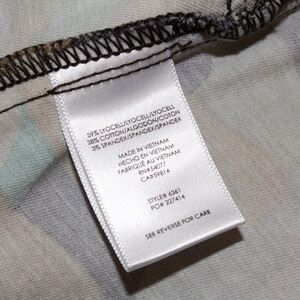 59% LYOCELL/LYOCELL/LYOCELL
38% COTTON/ALGODÓN/COTON
3% SPANDEX/SPANDEX/SPANDEX
MADE IN VIETNAM
HECHO EN VIETNAM
FABRIQUÉ AU VIETNAM
RN#54077
CA#59814
STYLE# 6361
PO# 227414
SEE REVERSE FOR CARE